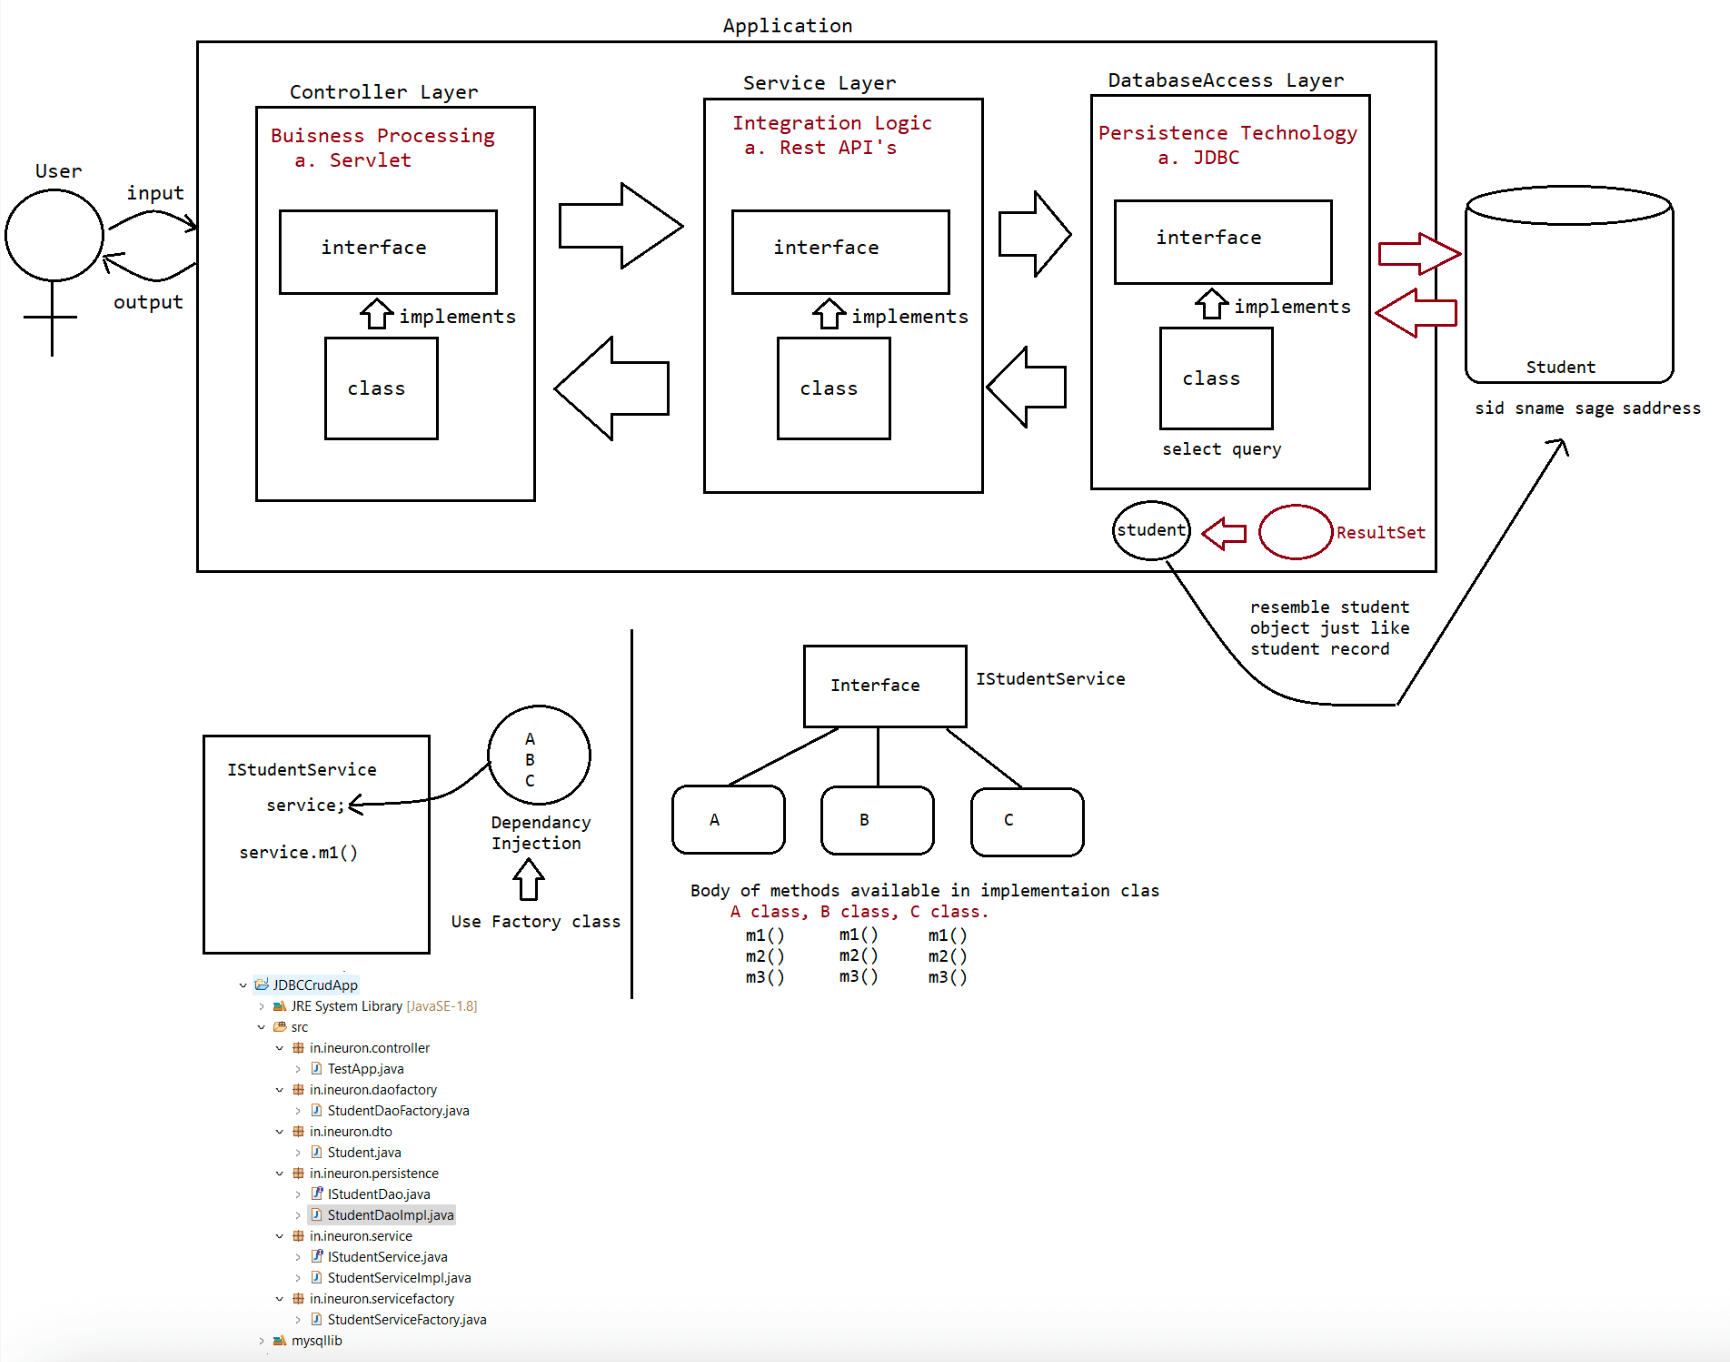 Application
Controller Layer
Buisness Processing
a. Servlet
interface
implements
class
Service Layer
Integration Logic
a. Rest API's
interface
implements
class
DatabaseAccess Layer
Persistence Technology
a. JDBC
interface
implements
class
select query
User
input
output
Student
sid sname sage saddress
student
ResultSet
resemble student
object just like
student record
IStudentService
service;
service.m1()
A
B
C
Dependancy
Injection
Use Factory class
Interface
IStudentService
A
B
C
Body of methods available in implementaion clas
A class, B class, C class.
m1() m1() m1()
m2() m2() m2()
m3() m3() m3()
JDBCCrudApp
JRE System Library [JavaSE-1.8]
src
in.ineuron.controller
TestApp.java
in.ineuron.daofactory
StudentDaoFactory.java
in.ineuron.dto
Student.java
in.ineuron.persistence
IStudentDao.java
StudentDaoImpl.java
in.ineuron.service
IStudentService.java
StudentServiceImpl.java
in.ineuron.servicefactory
StudentServiceFactory.java
mysqllib